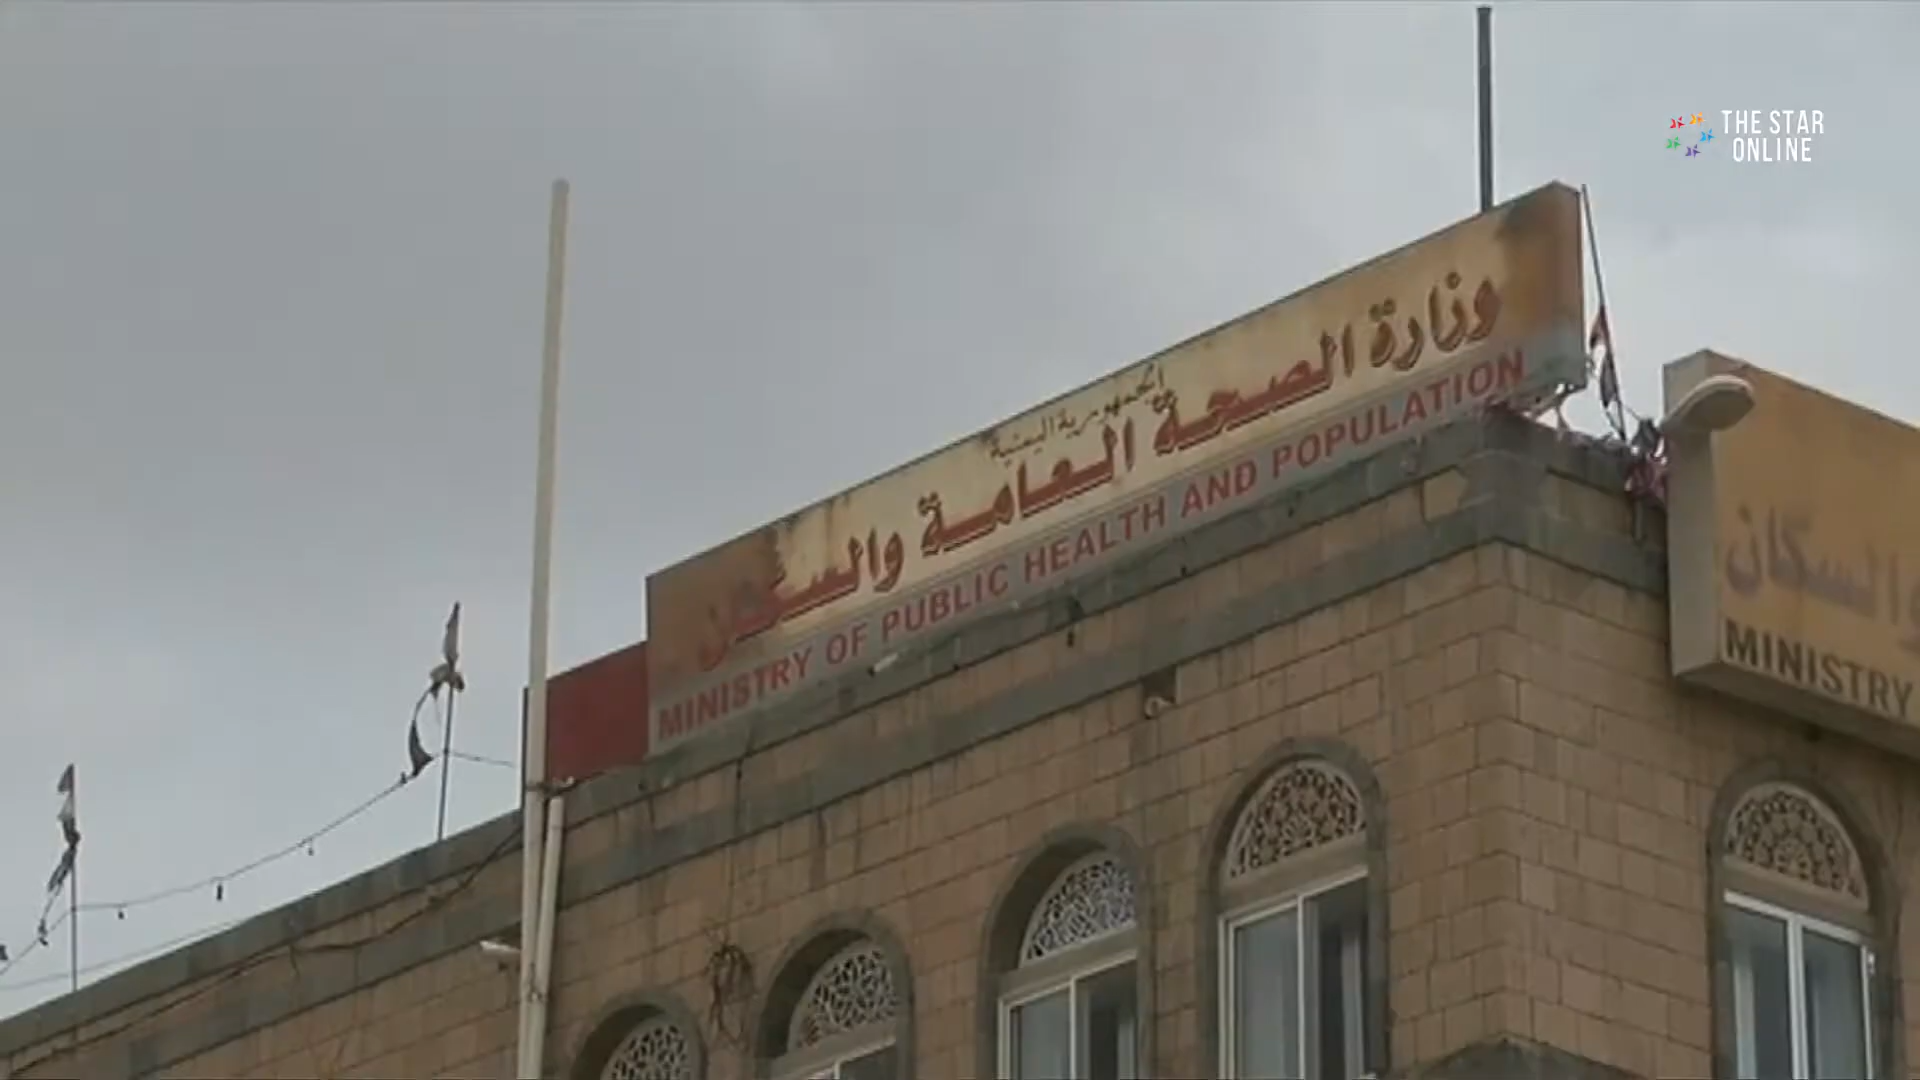 THE STAR
ONLINE
الجمهورية اليمنية
وزارة الصحة العامة والسكان
MINISTRY OF PUBLIC HEALTH AND POPULATION
والسكان
MINISTRY